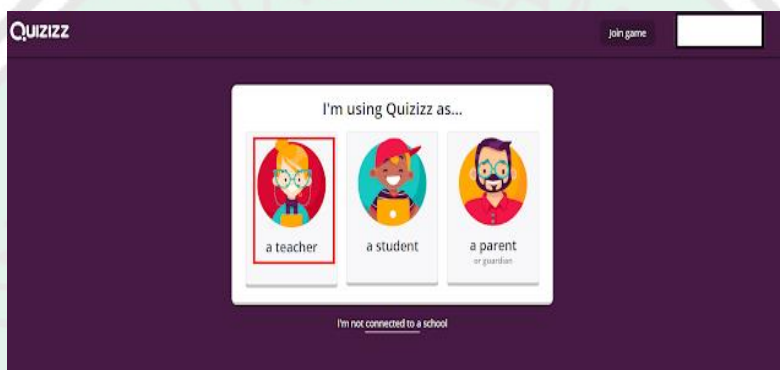 Quizizz
Join game
I'm using Quizizz as...
a teacher
a student
a parent
or guardian
I'm not connected to a school